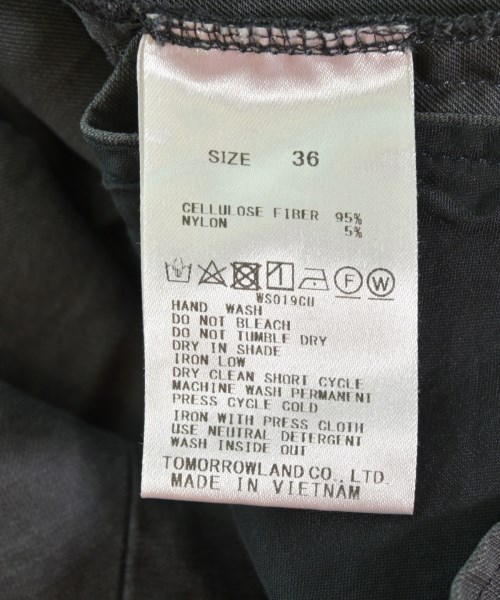 SIZE 36
CELLULOSE FIBER 95%
NYLON 5%
F W
WS019CU
HAND WASH
DO NOT BLEACH
DO NOT TUMBLE DRY
DRY IN SHADE
IRON LOW
DRY CLEAN SHORT CYCLE
MACHINE WASH PERMANENT
PRESS CYCLE COLD
IRON WITH PRESS CLOTH
USE NEUTRAL DETERGENT
WASH INSIDE OUT
TOMORROWLAND CO., LTD.
MADE IN VIETNAM